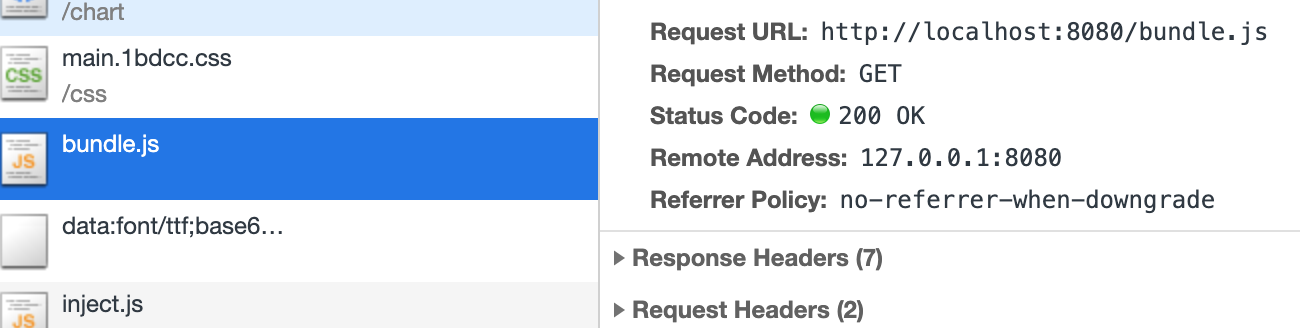 /chart
main.1bdcc.css
CSS
/css
bundle.js
JS
data:font/ttf;base6…
inject.js
JS
Request URL: http://localhost:8080/bundle.js
Request Method: GET
Status Code: 200 OK
Remote Address: 127.0.0.1:8080
Referrer Policy: no-referrer-when-downgrade
Response Headers (7)
Request Headers (2)